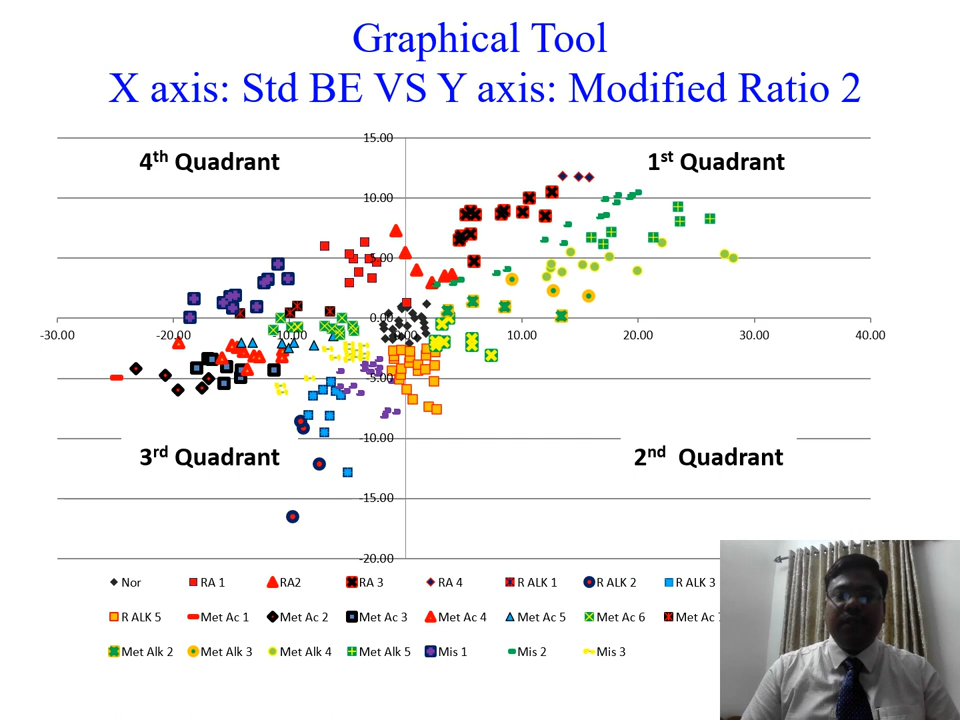 Graphical Tool
X axis: Std BE VS Y axis: Modified Ratio 2
15.00
4th Quadrant
1st Quadrant
10.00
5.00
0.00
-30.00 -20.00 -10.00 0.00 10.00 20.00 30.00 40.00
-5.00
-10.00
3rd Quadrant
2nd Quadrant
-15.00
-20.00
Nor RA 1 RA2 RA 3 RA 4 R ALK 1 R ALK 2 R ALK 3
R ALK 5 Met Ac 1 Met Ac 2 Met Ac 3 Met Ac 4 Met Ac 5 Met Ac 6 Met Ac
Met Alk 2 Met Alk 3 Met Alk 4 Met Alk 5 Mis 1 Mis 2 Mis 3